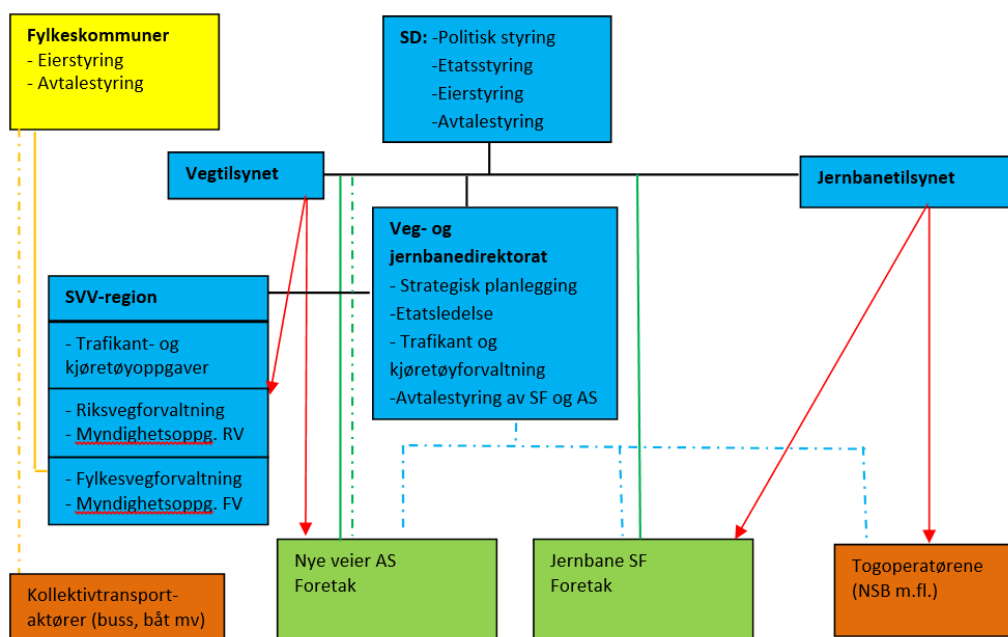 Fylkeskommuner
- Eierstyring
- Avtalestyring
SD: -Politisk styring
-Etatsstyring
-Eierstyring
-Avtalestyring
Vegtilsynet
Jernbanetilsynet
Veg- og
jernbanedirektorat
- Strategisk planlegging
-Etatsledelse
- Trafikant og
kjøretøyforvaltning
-Avtalestyring av SF og AS
SVV-region
- Trafikant- og
kjøretøyoppgaver
- Riksvegforvaltning
- Myndighetsoppg. RV
- Fylkesvegforvaltning
- Myndighetsoppg. FV
Kollektivtransport-
aktører (buss, båt mv)
Nye veier AS
Foretak
Jernbane SF
Foretak
Togoperatørene
(NSB m.fl.)